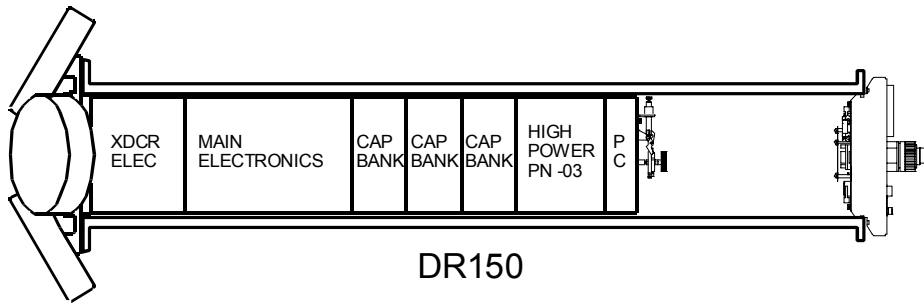 XDCR
ELEC
MAIN
ELECTRONICS
CAP
BANK
CAP
BANK
CAP
BANK
HIGH
POWER
PN -03
P
C
DR150